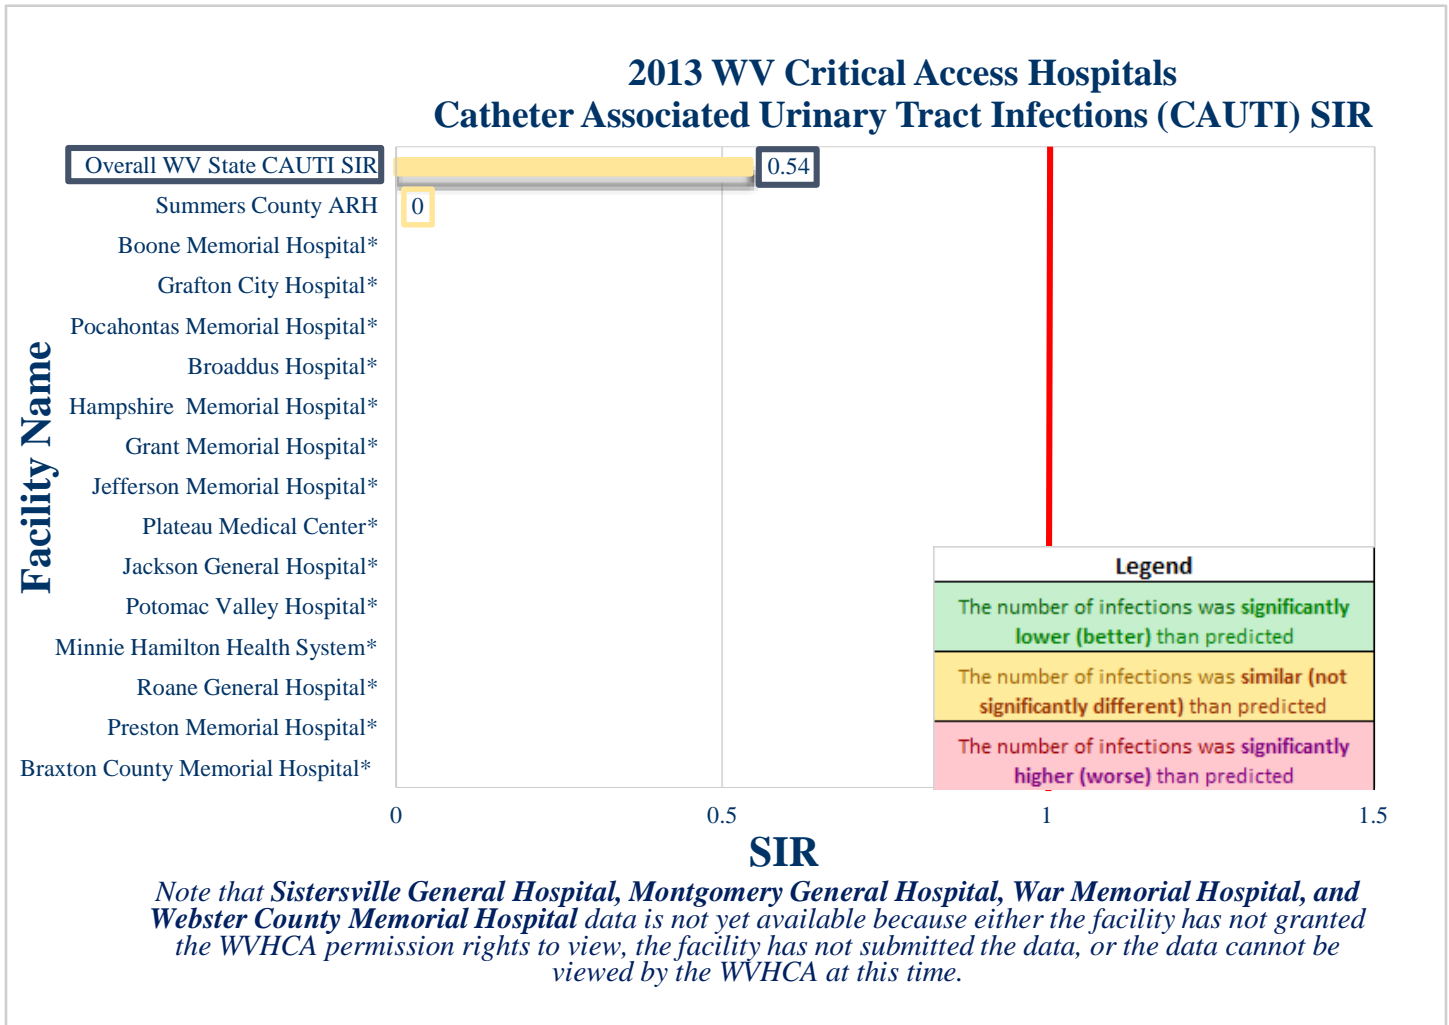 2013 WV Critical Access Hospitals
Catheter Associated Urinary Tract Infections (CAUTI) SIR
Facility Name
Overall WV State CAUTI SIR
0.54
Summers County ARH
0
Boone Memorial Hospital*
Grafton City Hospital*
Pocahontas Memorial Hospital*
Broaddus Hospital*
Hampshire  Memorial Hospital*
Grant Memorial Hospital*
Jefferson Memorial Hospital*
Plateau Medical Center*
Jackson General Hospital*
Potomac Valley Hospital*
Minnie Hamilton Health System*
Roane General Hospital*
Preston Memorial Hospital*
Braxton County Memorial Hospital*
Legend
The number of infections was significantly
lower (better) than predicted
The number of infections was similar (not
significantly different) than predicted
The number of infections was significantly
higher (worse) than predicted
0 0.5 1 1.5
SIR
Note that Sistersville General Hospital, Montgomery General Hospital, War Memorial Hospital, and
Webster County Memorial Hospital data is not yet available because either the facility has not granted
the WVHCA permission rights to view, the facility has not submitted the data, or the data cannot be
viewed by the WVHCA at this time.